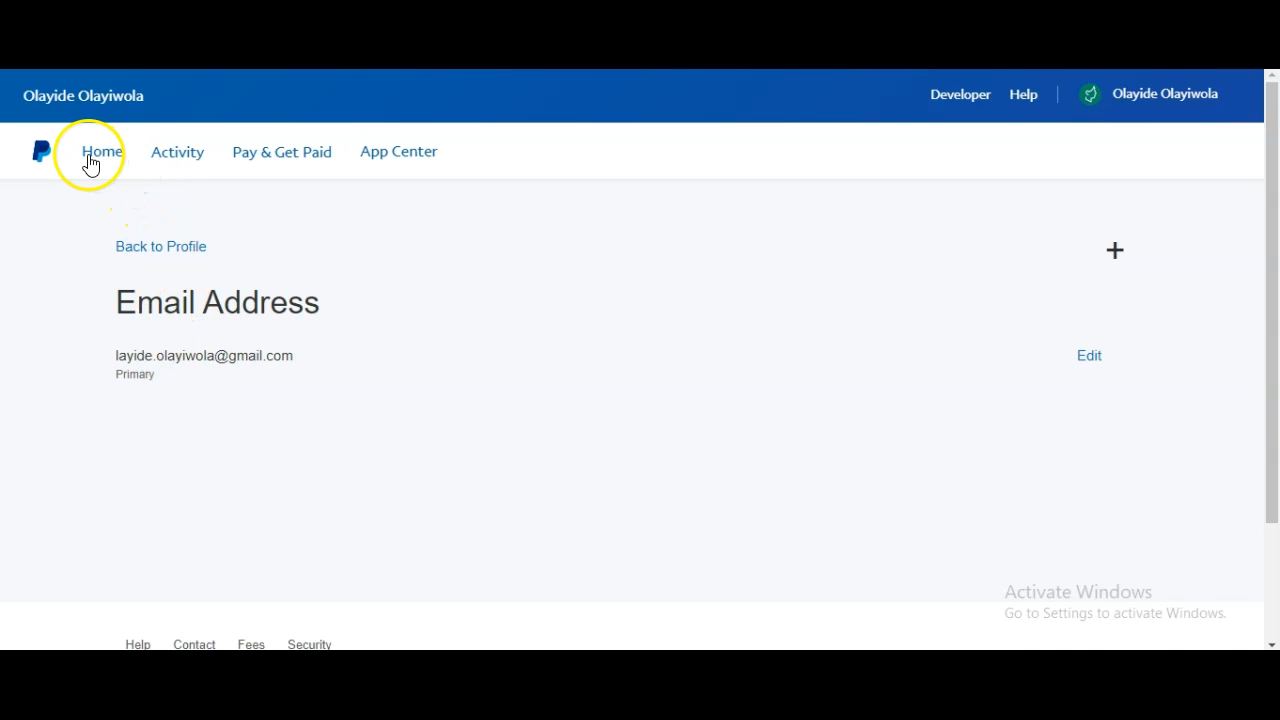 Olayide Olayiwola
Developer Help Olayide Olayiwola
Home Activity Pay & Get Paid App Center
Back to Profile
Email Address
layide.olayiwola@gmail.com Edit
Primary
Activate Windows
Go to Settings to activate Windows.
Help Contact Fees Security